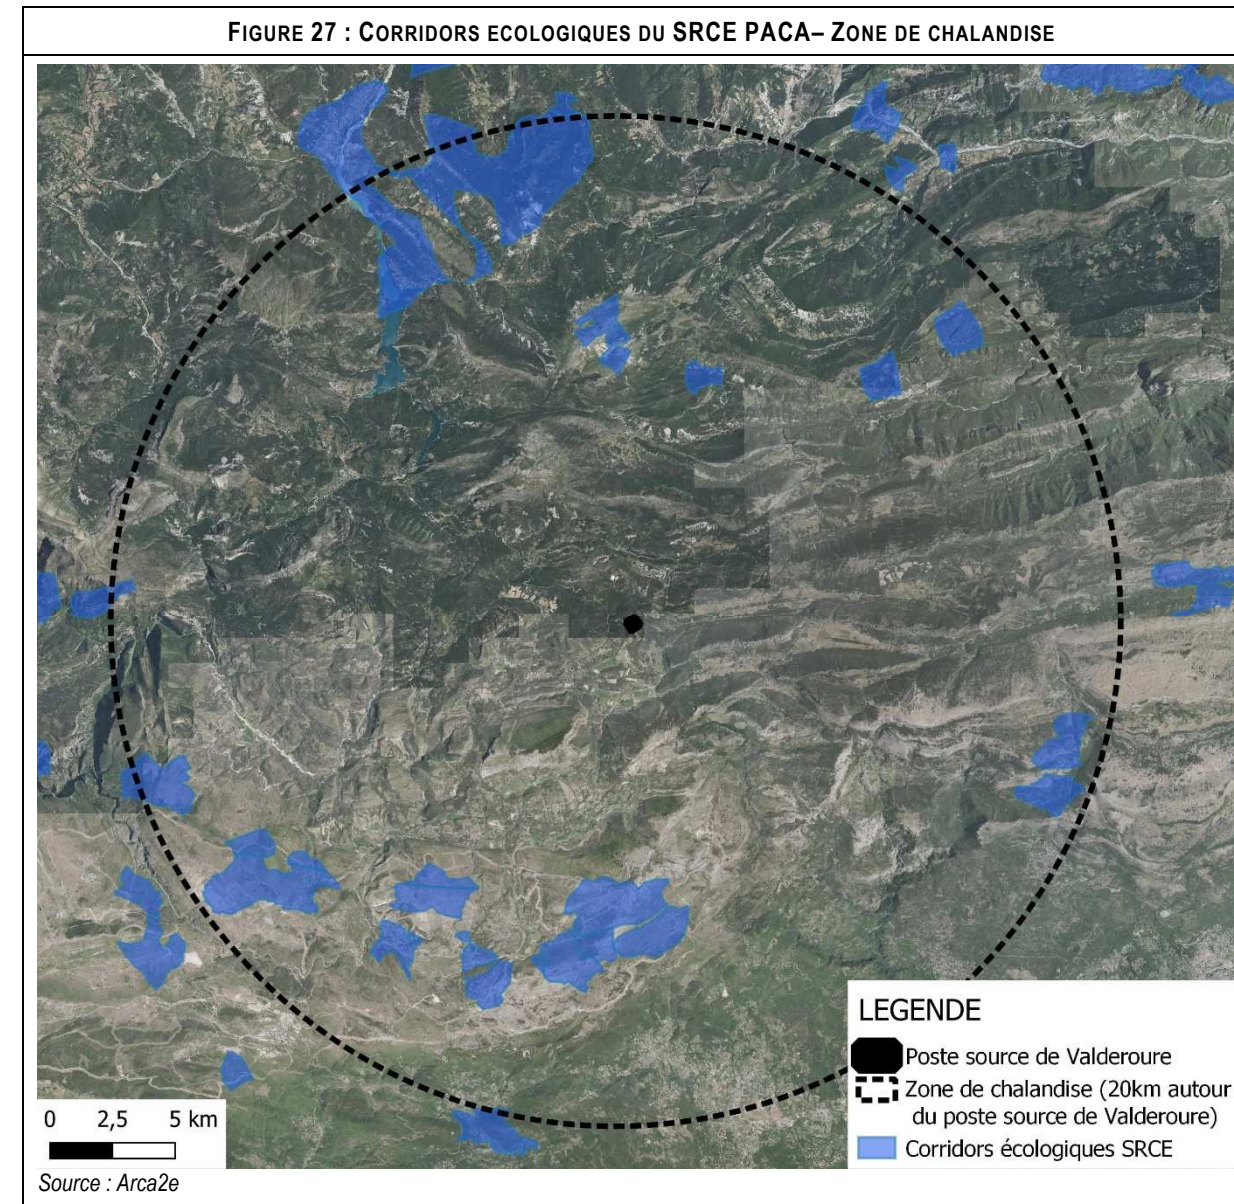 FIGURE 27 : CORRIDORS ECOLOGIQUES DU SRCE PACA– ZONE DE CHALANDISE
LEGENDE
Poste source de Valderoure
Zone de chalandise (20km autour
du poste source de Valderoure)
Corridors écologiques SRCE
0 2,5 5 km
Source : Arca2e